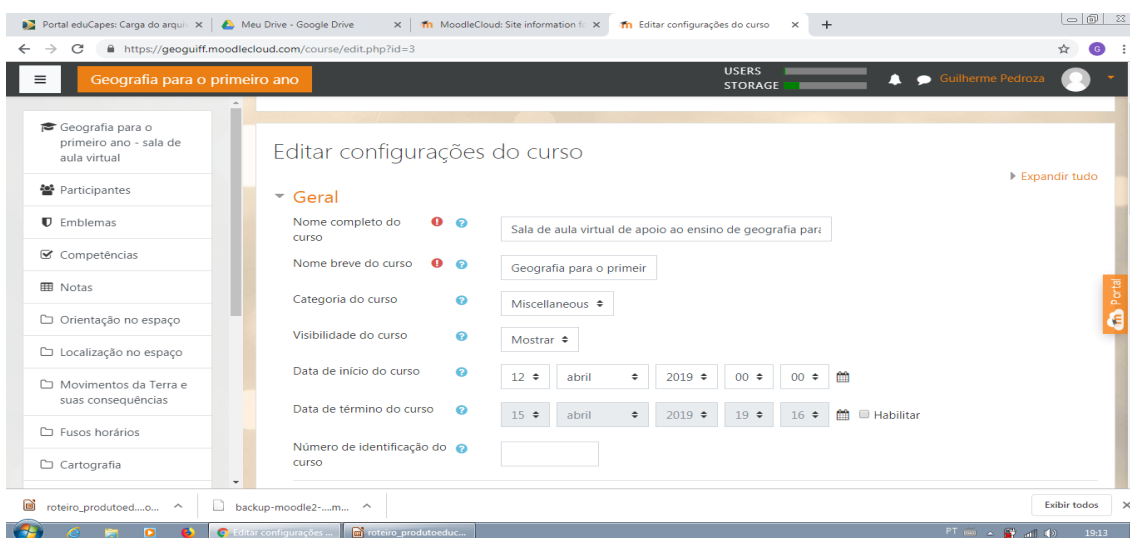 Portal eduCapes: Carga do arqui
Meu Drive - Google Drive
MoodleCloud: Site information f
Editar configurações do curso
https://geoguiff.moodlecloud.com/course/edit.php?id=3
G
Geografia para o primeiro ano
USERS
STORAGE
Guilherme Pedroza
Geografia para o
primeiro ano - sala de
aula virtual
Participantes
Emblemas
Competências
Notas
Orientação no espaço
Localização no espaço
Movimentos da Terra e
suas consequências
Fusos horários
Cartografia
Editar configurações do curso
Expandir tudo
Geral
Nome completo do
curso
Sala de aula virtual de apoio ao ensino de geografia para
Nome breve do curso
Geografia para o primeir
Categoria do curso
Miscellaneous
Visibilidade do curso
Mostrar
Data de início do curso
12 abril 2019 00 00
Data de término do curso
15 abril 2019 19 16 Habilitar
Número de identificação do
curso
Portal
roteiro_produtoed....o...
backup-moodle2-....m...
Exibir todos
Editar configurações ...
roteiro_produtoeduc...
PT
19:13